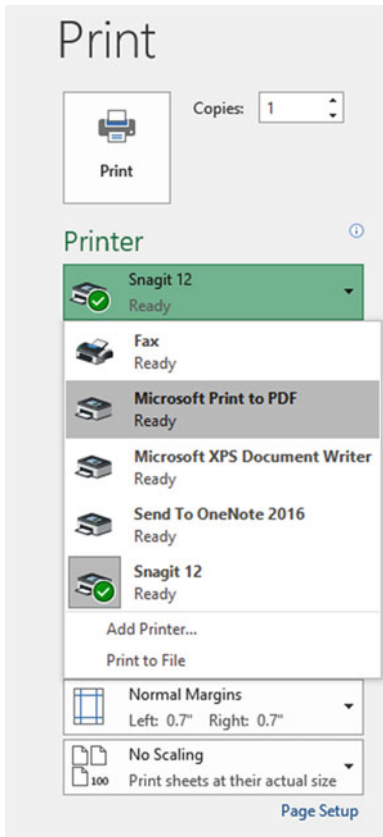 Print
Copies: 1
Print
Printer
Snagit 12
Ready
Fax
Ready
Microsoft Print to PDF
Ready
Microsoft XPS Document Writer
Ready
Send To OneNote 2016
Ready
Snagit 12
Ready
Add Printer...
Print to File
Normal Margins
Left: 0.7" Right: 0.7"
No Scaling
100 Print sheets at their actual size
Page Setup